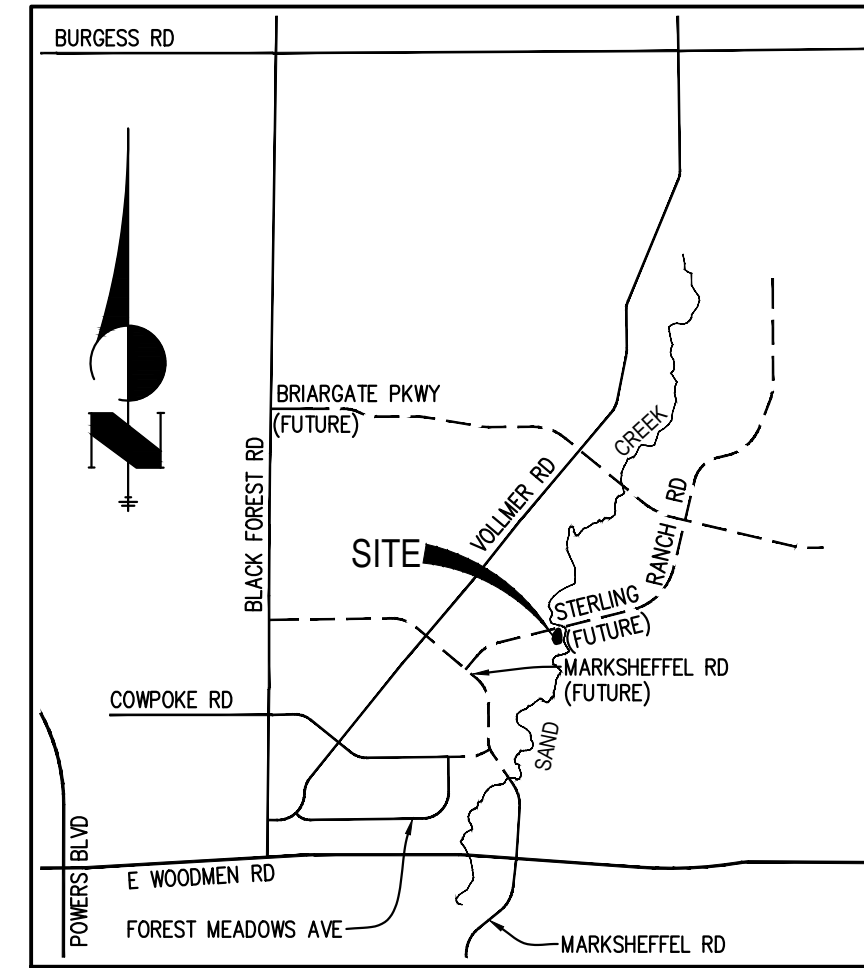 BURGESS RD
N
BRIARGATE PKWY
(FUTURE)
CREEK
VOLLMER RD
BLACK FOREST RD
RANCH RD
SITE
STERLING
(FUTURE)
MARKSHEFFEL RD
(FUTURE)
COWPOKE RD
SAND
POWERS BLVD
E WOODMEN RD
FOREST MEADOWS AVE
MARKSHEFFEL RD